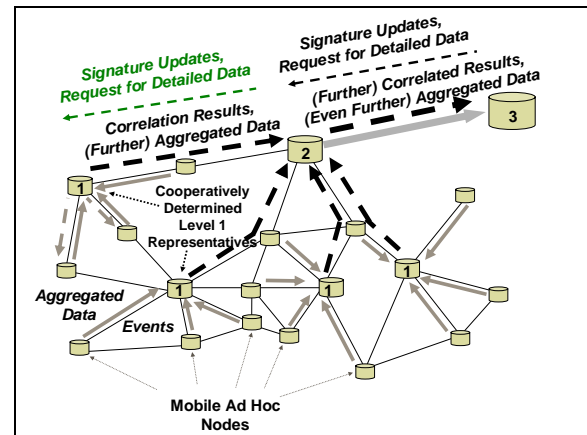 Signature Updates,
Request for Detailed Data
Signature Updates,
Request for Detailed Data
(Further) Correlated Results,
(Even Further) Aggregated Data
Correlation Results,
(Further) Aggregated Data
3
2
1
Cooperatively
Determined
Level 1
Representatives
Aggregated
Data
Events
1
1
1
Mobile Ad Hoc
Nodes